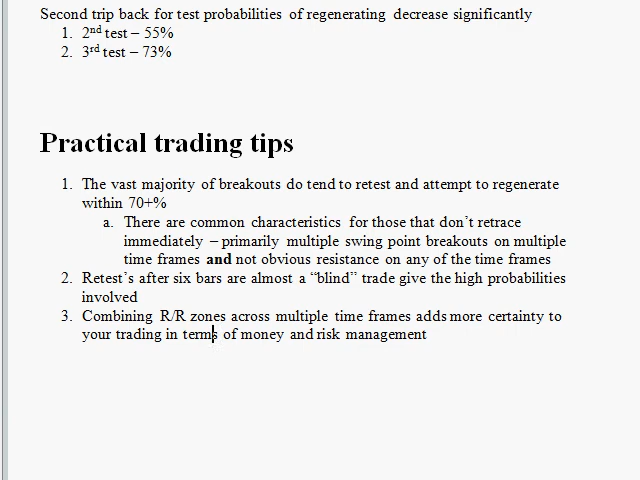 Second trip back for test probabilities of regenerating decrease significantly
1. 2nd test – 55%
2. 3rd test – 73%
Practical trading tips
1. The vast majority of breakouts do tend to retest and attempt to regenerate
within 70+%
a. There are common characteristics for those that don’t retrace
immediately – primarily multiple swing point breakouts on multiple
time frames and not obvious resistance on any of the time frames
2. Retest’s after six bars are almost a “blind” trade give the high probabilities
involved
3. Combining R/R zones across multiple time frames adds more certainty to
your trading in terms of money and risk management